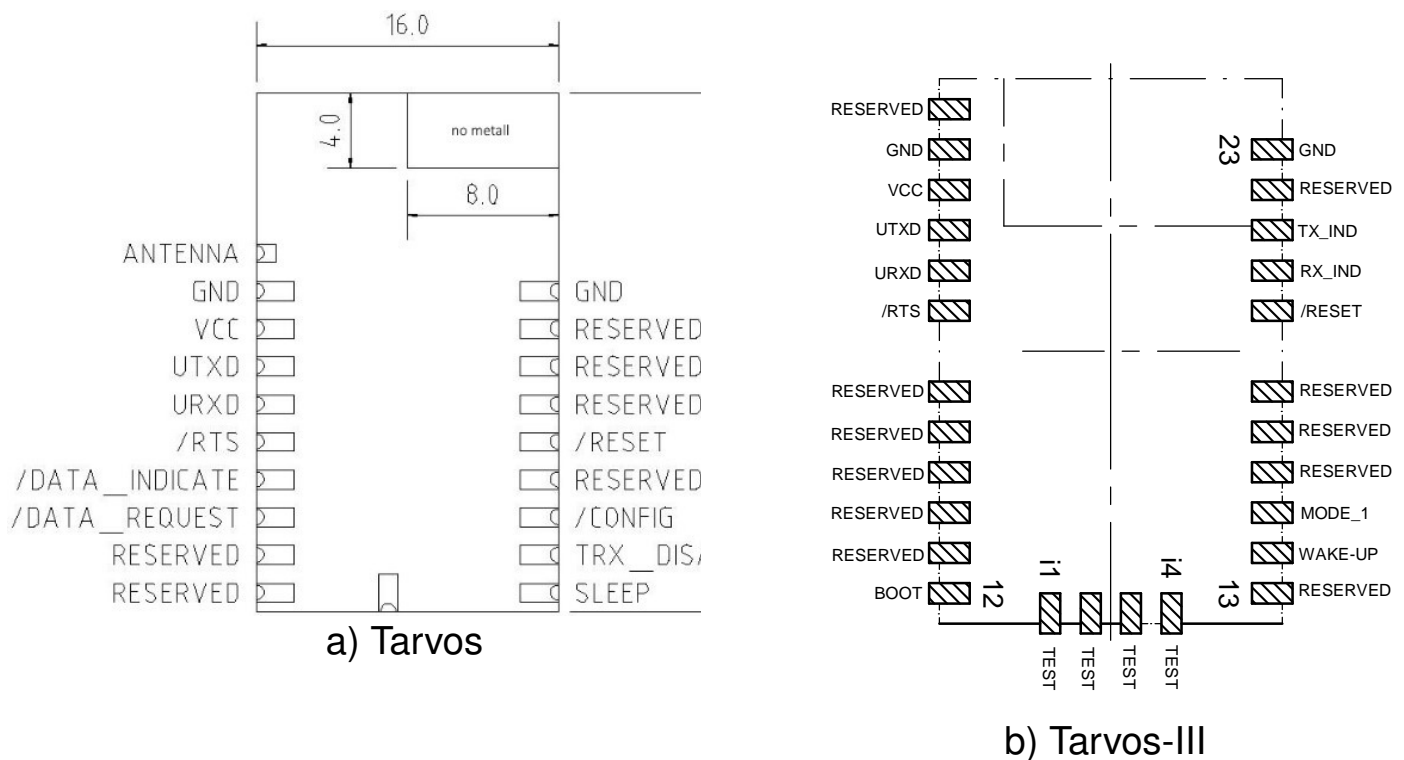 16.0
4.0
no metall
8.0
ANTENNA
GND
VCC
UTXD
URXD
/RTS
/DATA__INDICATE
/DATA__REQUEST
RESERVED
RESERVED
GND
RESERVED
RESERVED
RESERVED
/RESET
RESERVED
/CONFIG
TRX__DISA
SLEEP
a) Tarvos
RESERVED
GND
VCC
UTXD
URXD
/RTS
RESERVED
RESERVED
RESERVED
RESERVED
RESERVED
BOOT
12
i1
i4
13
23
GND
RESERVED
TX_IND
RX_IND
/RESET
RESERVED
RESERVED
RESERVED
MODE_1
WAKE-UP
RESERVED
TEST
TEST
TEST
TEST
b) Tarvos-III